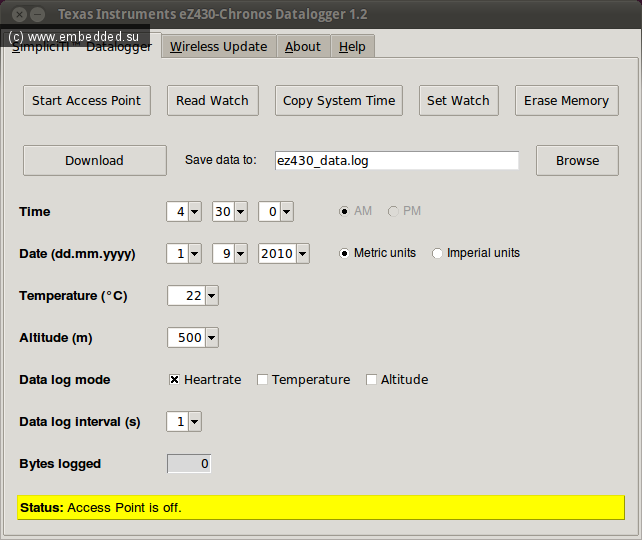 Texas Instruments eZ430-Chronos Datalogger 1.2
(c) www.embedded.su
SimpliciTI™ Datalogger Wireless Update About Help
Start Access Point Read Watch Copy System Time Set Watch Erase Memory
Download Save data to: ez430_data.log Browse
Time 4 30 0 AM PM
Date (dd.mm.yyyy) 1 9 2010 Metric units Imperial units
Temperature (°C) 22
Altitude (m) 500
Data log mode Heartrate Temperature Altitude
Data log interval (s) 1
Bytes logged 0
Status: Access Point is off.